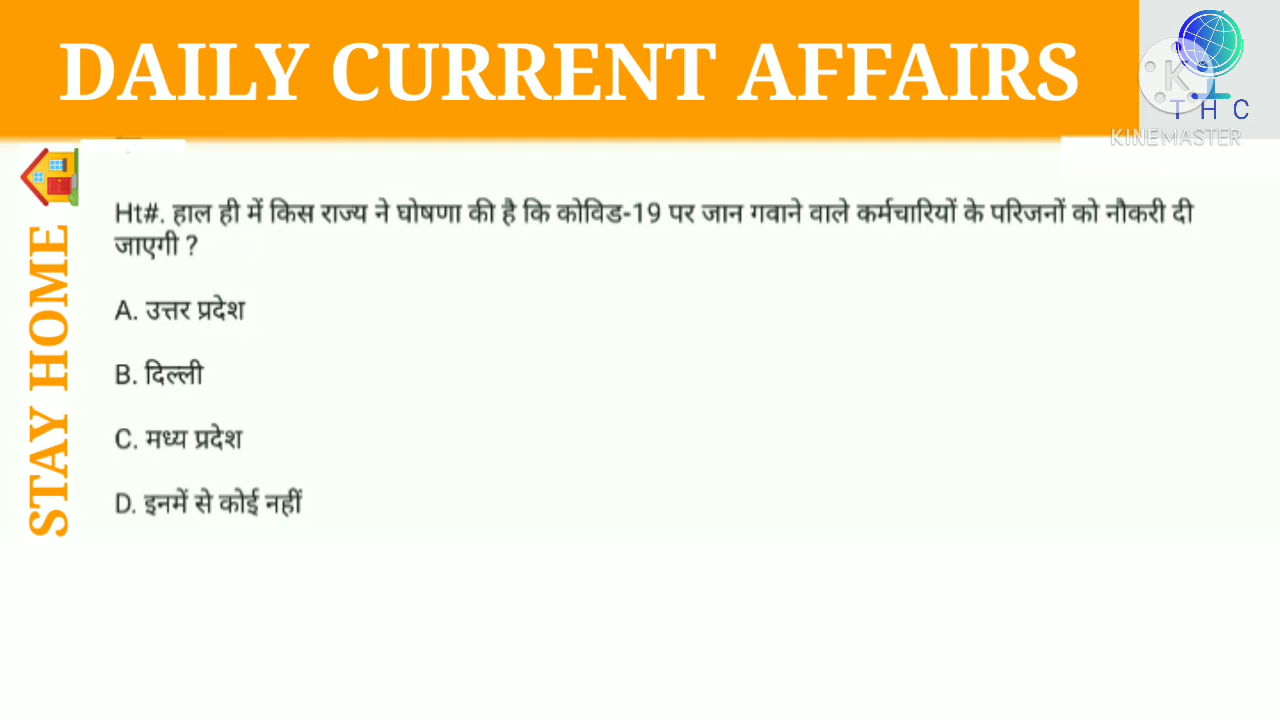 DAILY CURRENT AFFAIRS
T H C
KINEMASTER
STAY HOME
Ht#. हाल ही में किस राज्य ने घोषणा की है कि कोविड-19 पर जान गवाने वाले कर्मचारियों के परिजनों को नौकरी दी
जाएगी ?
A. उत्तर प्रदेश
B. दिल्ली
C. मध्य प्रदेश
D. इनमें से कोई नहीं